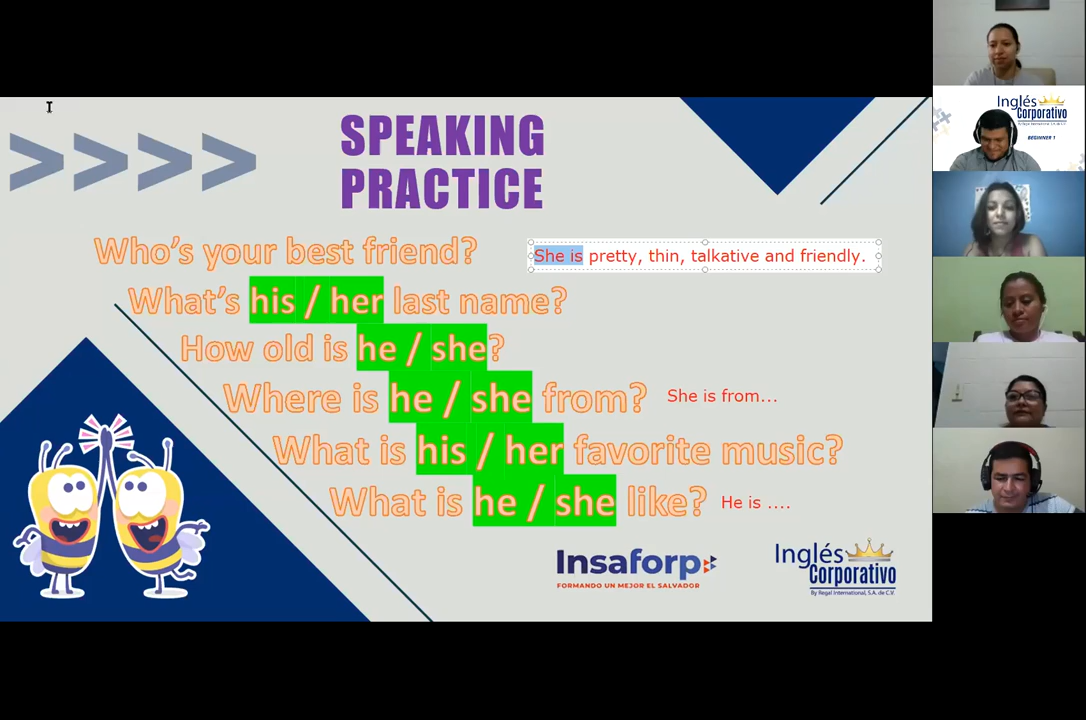 SPEAKING
PRACTICE
Who's your best friend?
She is pretty, thin, talkative and friendly.
What's his / her last name?
How old is he / she?
Where is he / she from?
She is from...
What is his / her favorite music?
What is he / she like?
He is ....
Insaforp
FORMANDO UN MEJOR EL SALVADOR
Inglés
Corporativo
By Regal International, S.A. de C.V.
Inglés
Corporativo
BEGINNER 1